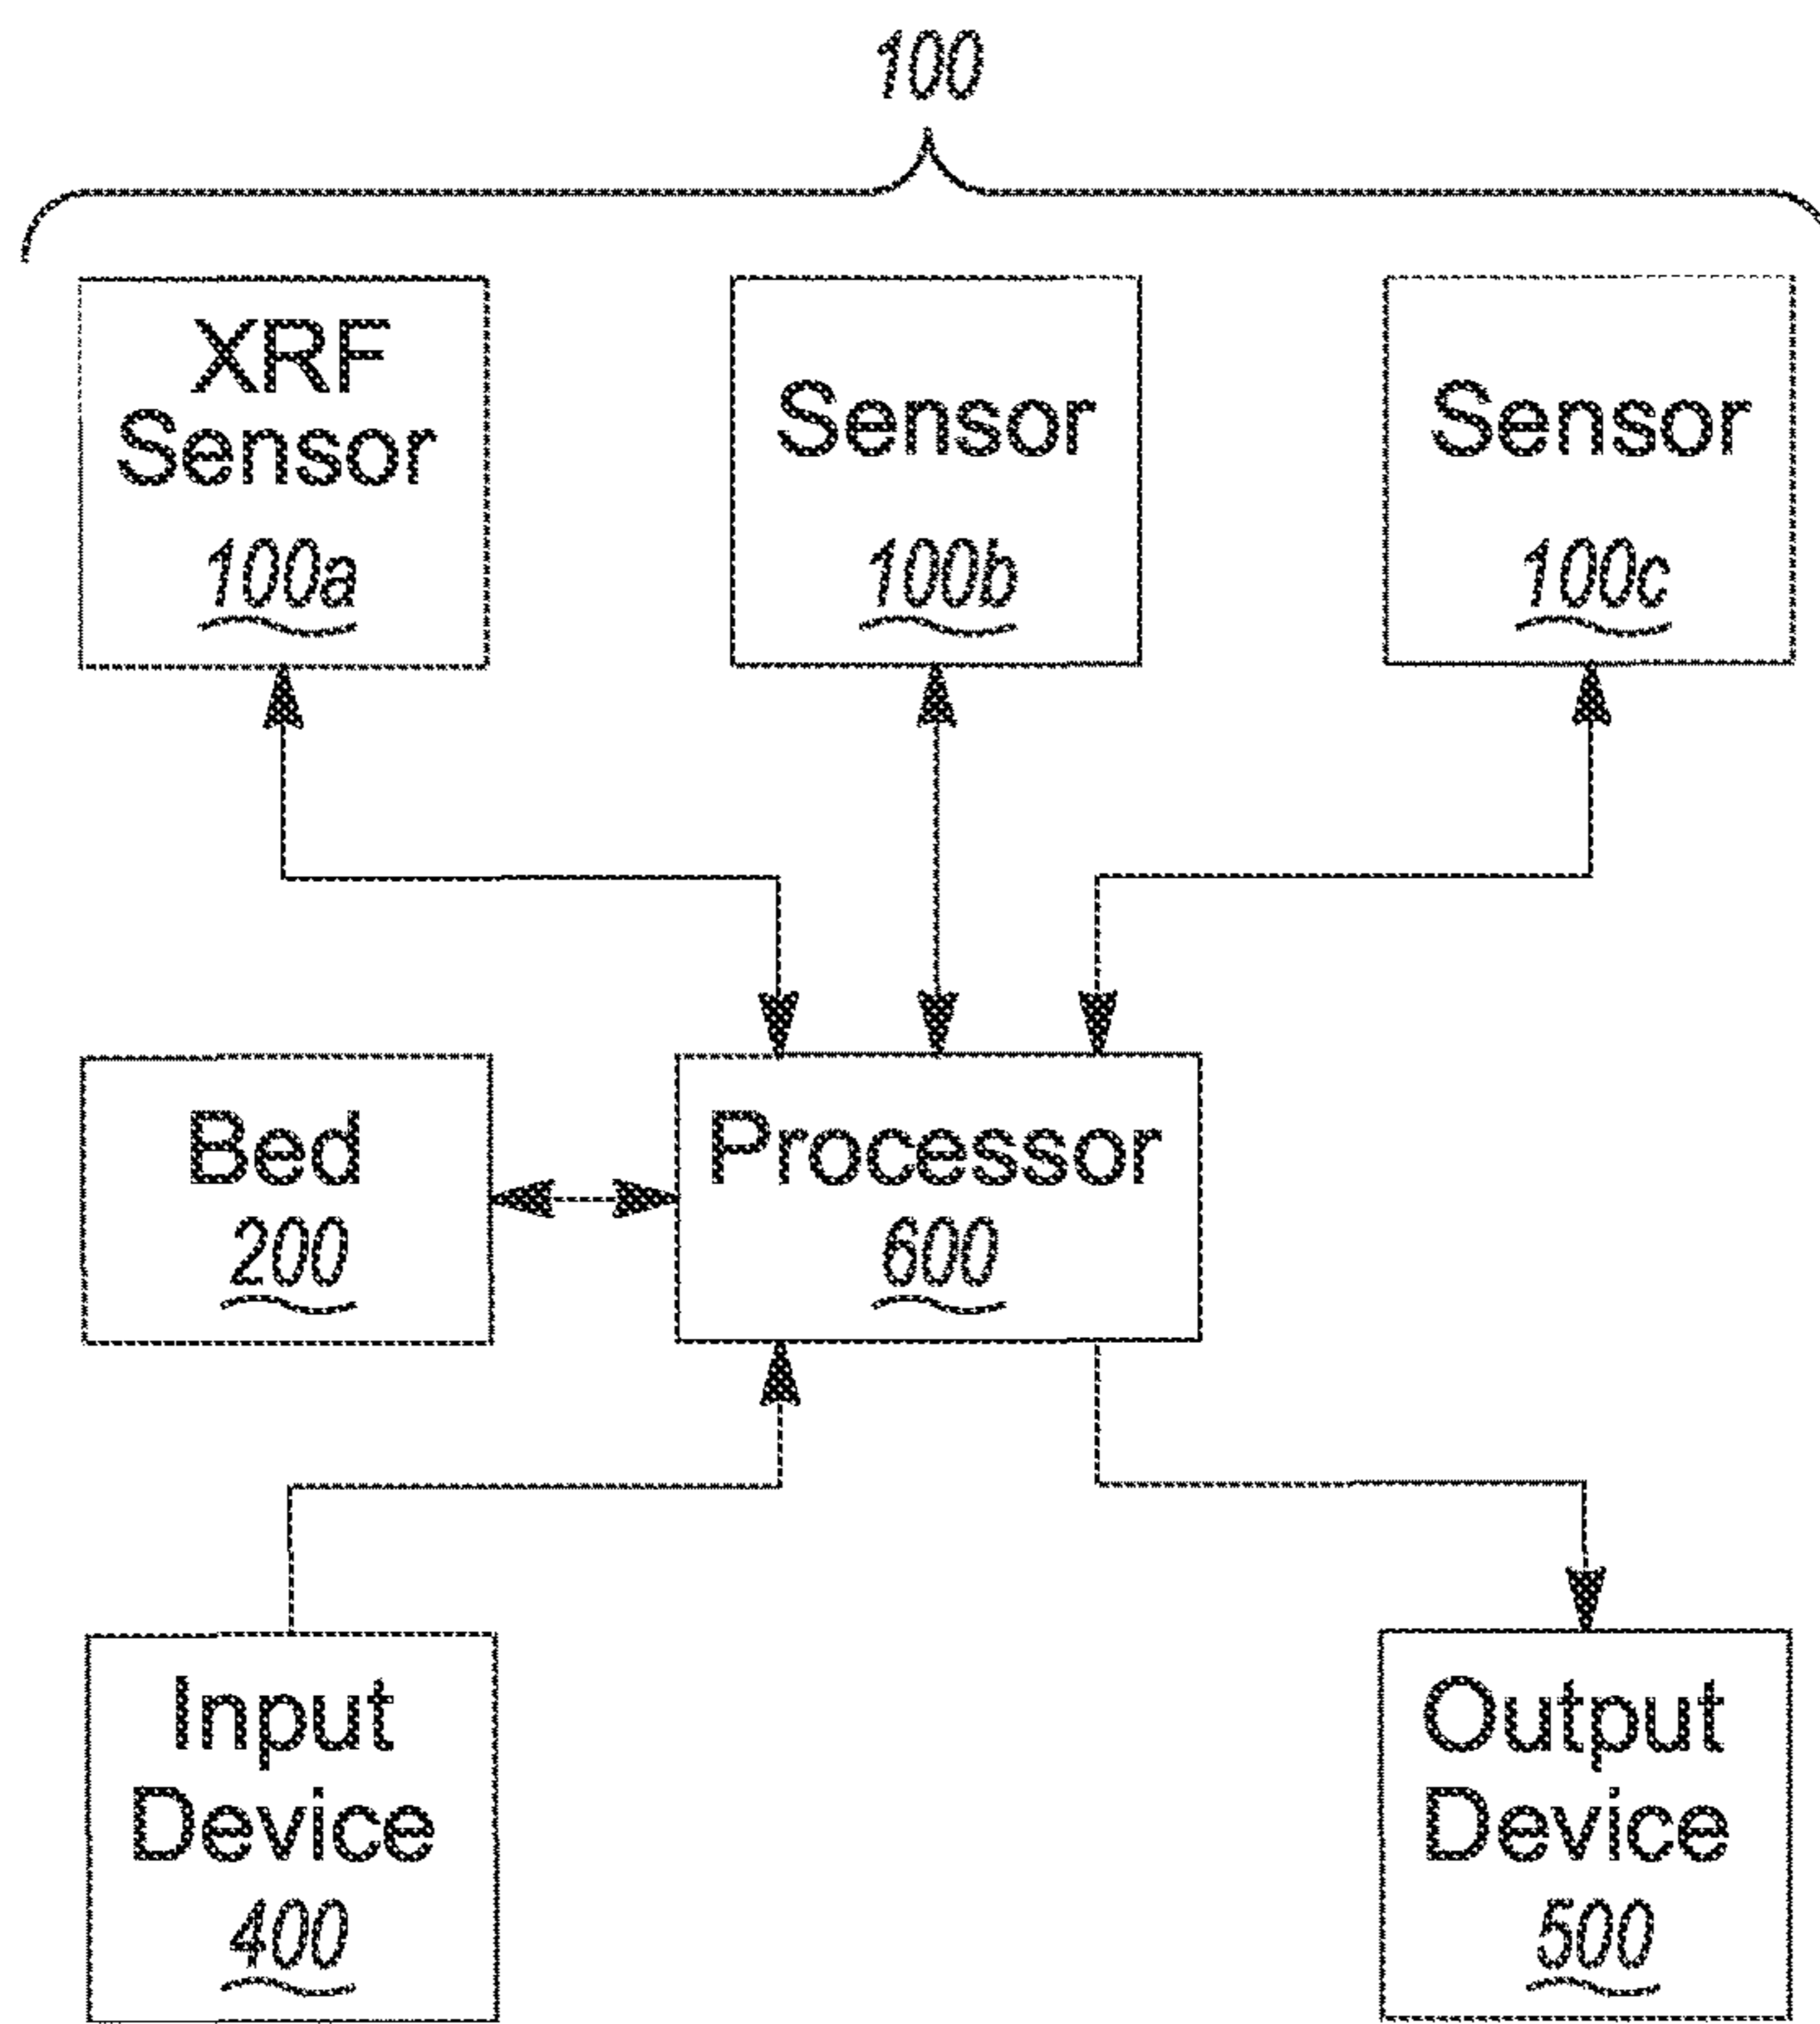 100
XRF
Sensor
100a
Sensor
100b
Sensor
100c
Bed
200
Processor
600
Input
Device
400
Output
Device
500